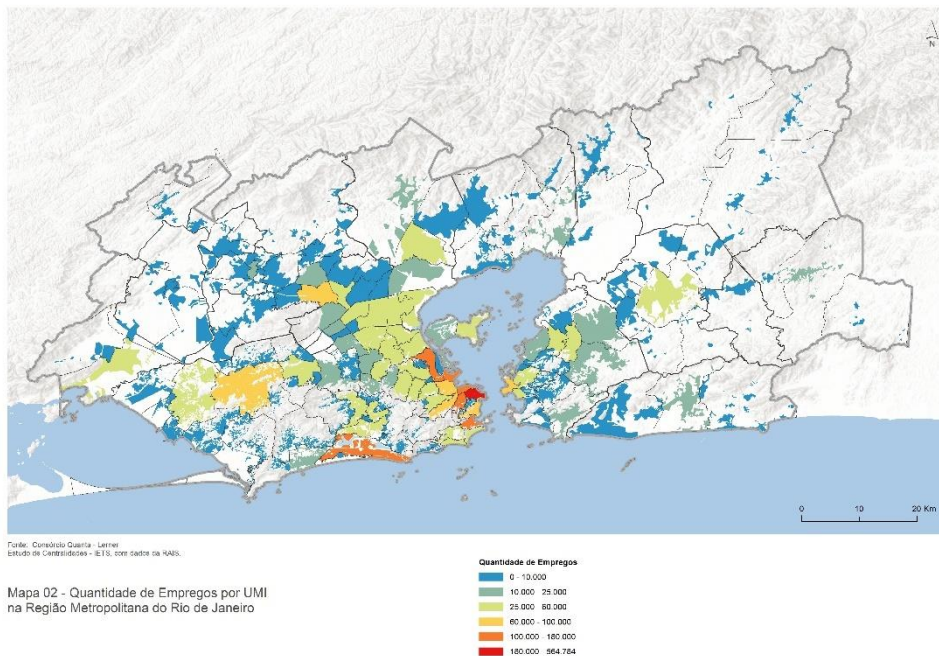 N
0 10 20 Km
Fonte: Consórcio Quanta - Lerner
Estudo de Centralidades - IETS, com dados da RAIS.
Mapa 02 - Quantidade de Empregos por UMI
na Região Metropolitana do Rio de Janeiro
Quantidade de Empregos
0 - 10.000
10.000 - 25.000
25.000 - 60.000
60.000 - 100.000
100.000 - 180.000
180.000 - 564.784